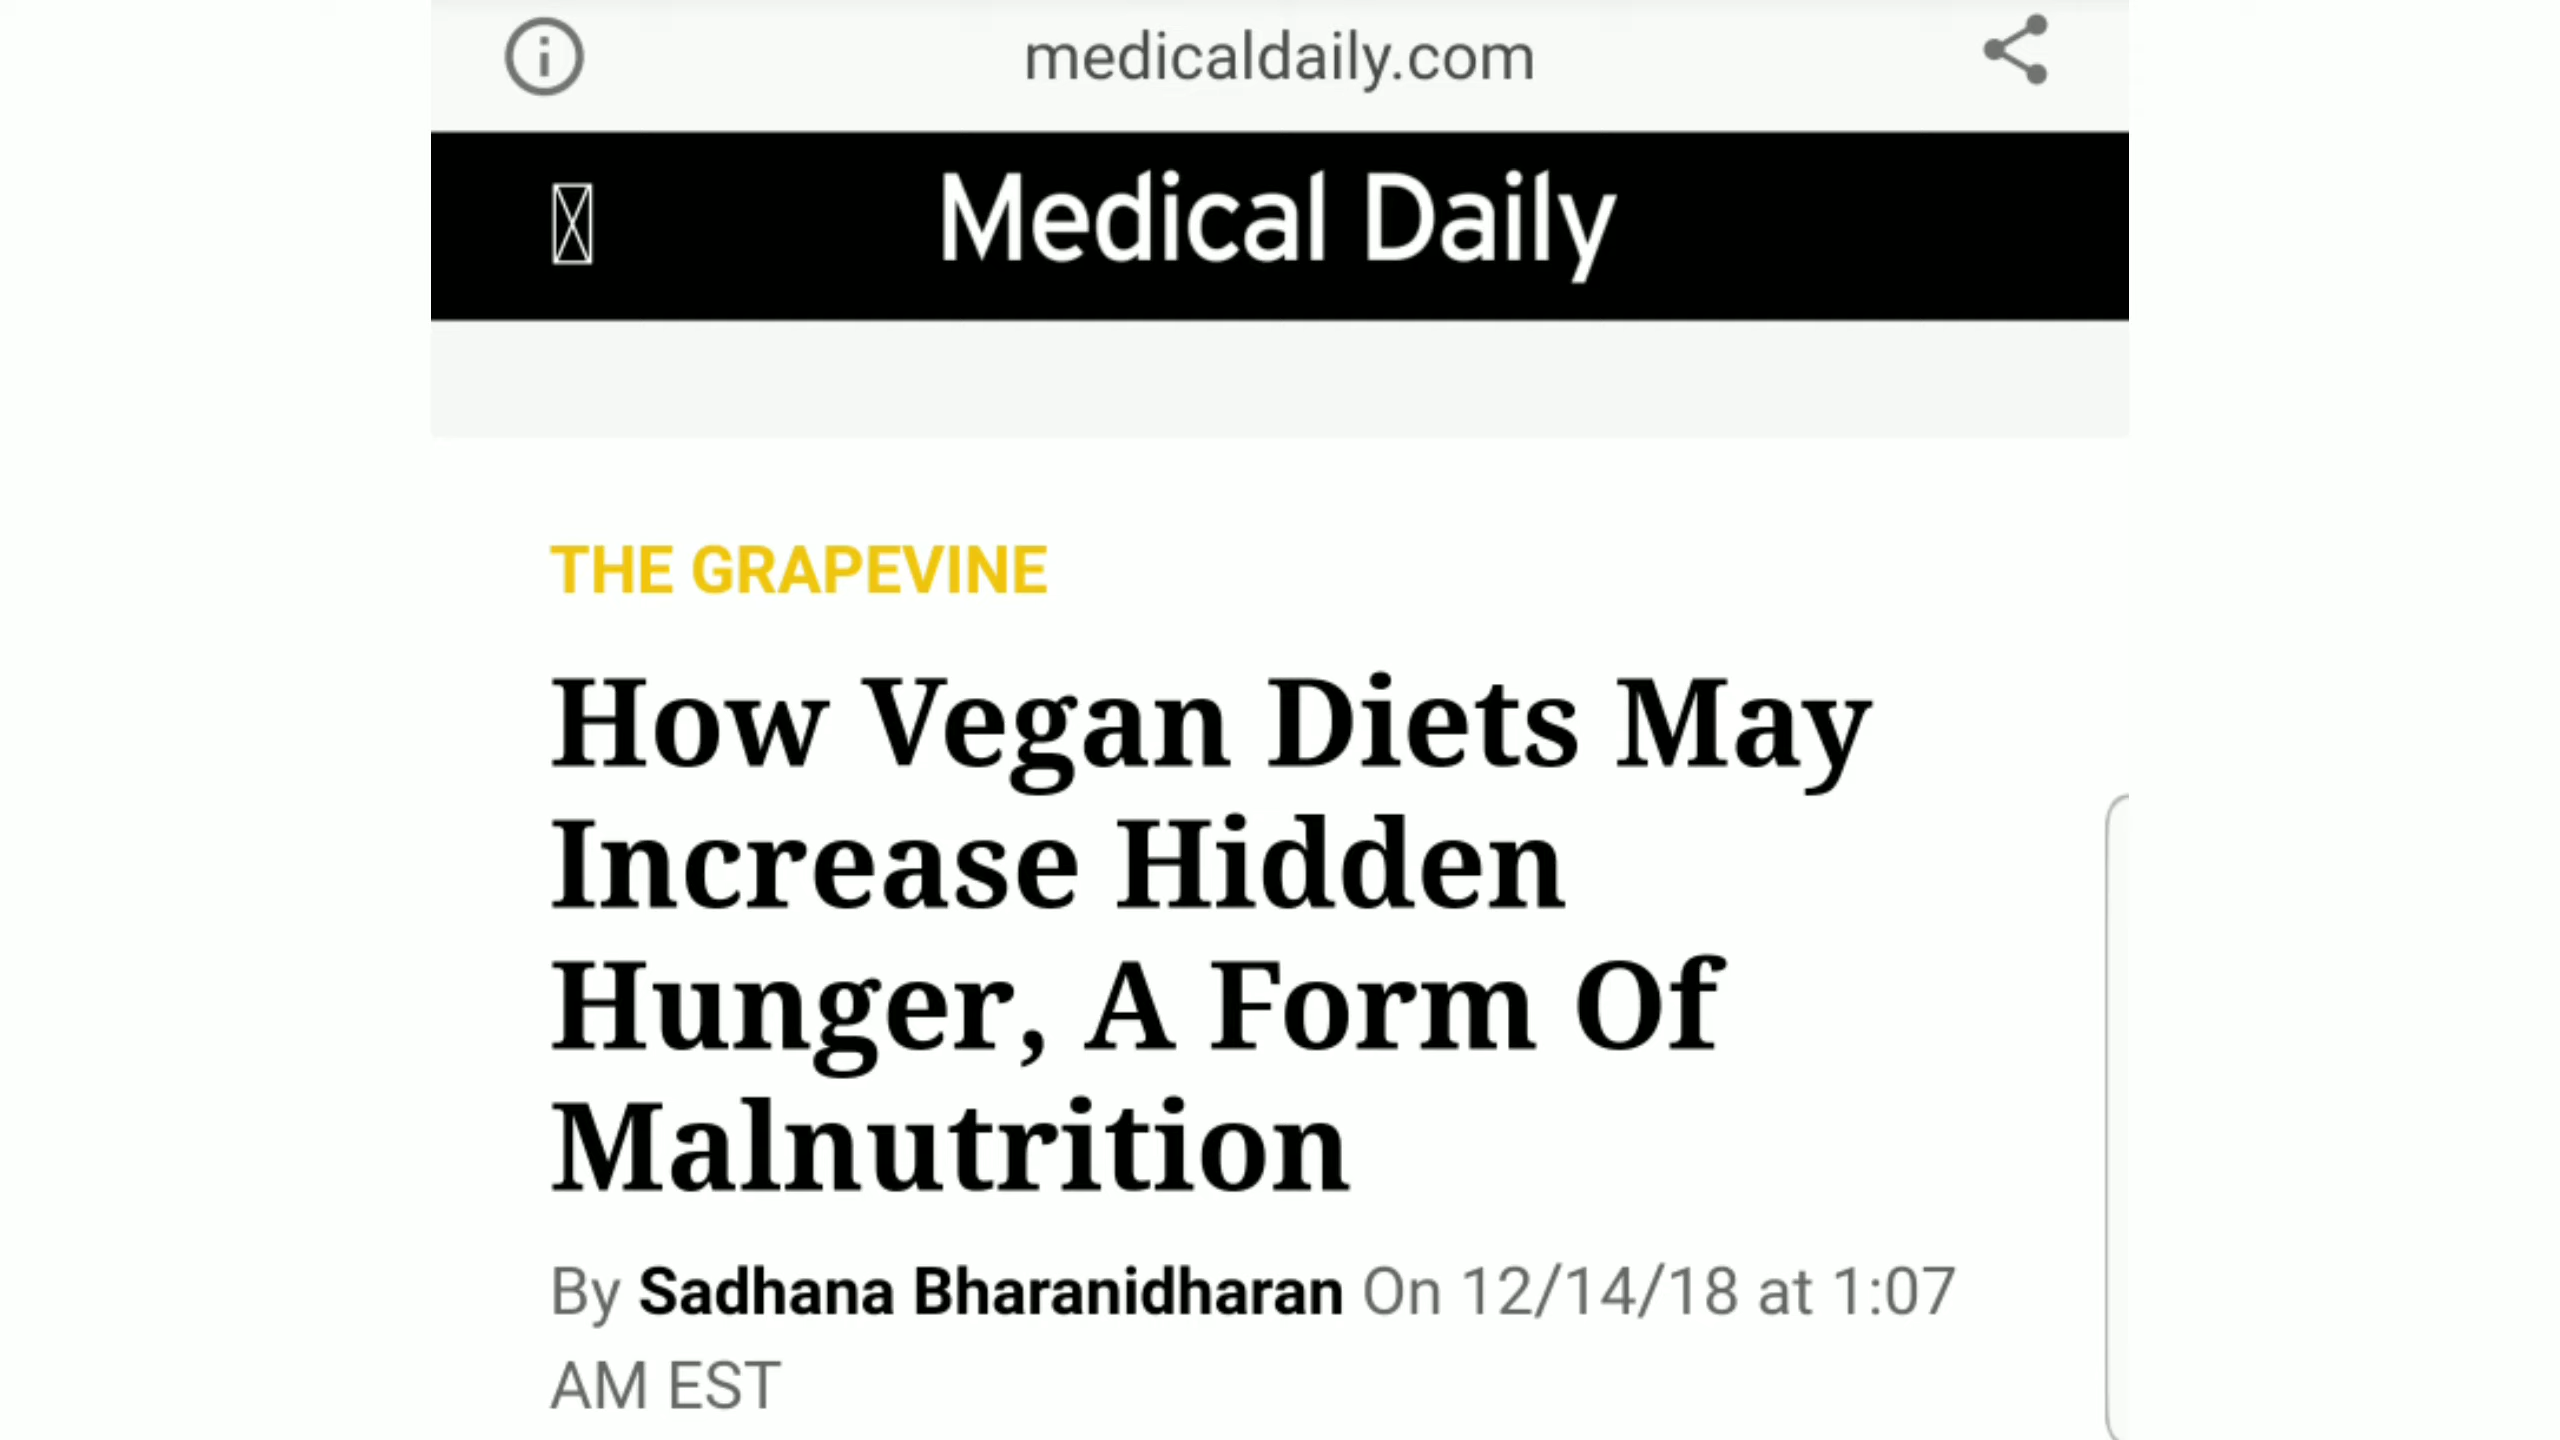 medicaldaily.com
Medical Daily
THE GRAPEVINE
How Vegan Diets May
Increase Hidden
Hunger, A Form Of
Malnutrition
By Sadhana Bharanidharan On 12/14/18 at 1:07
AM EST